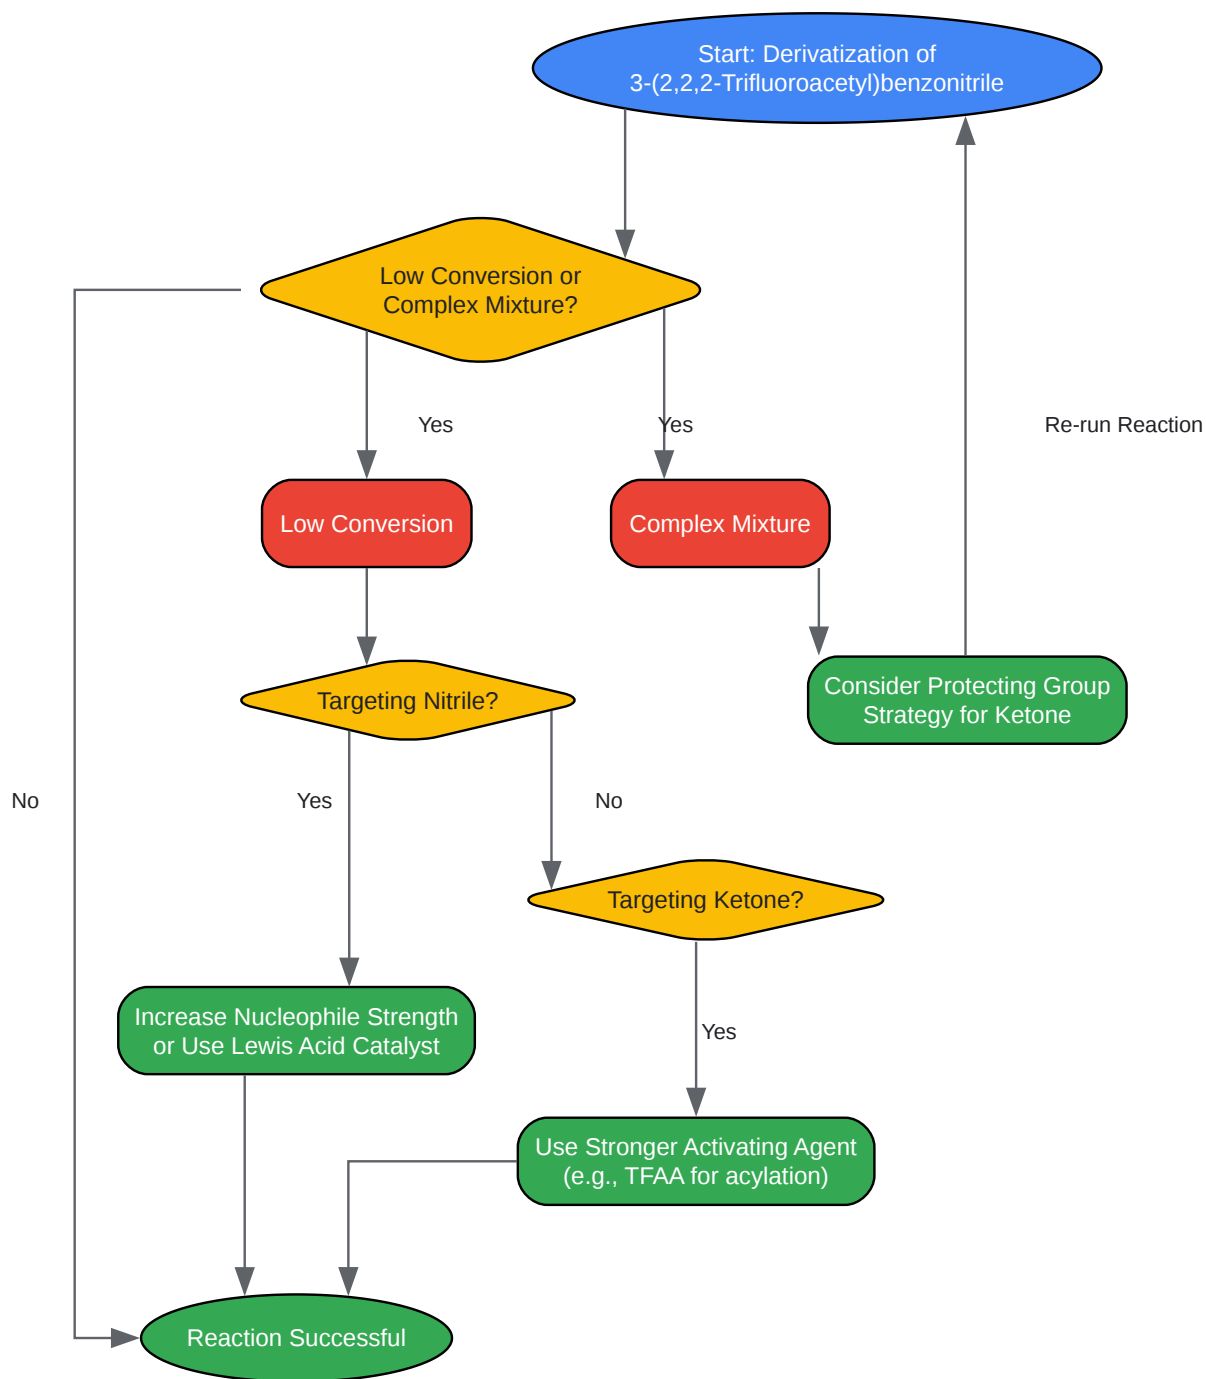 Start: Derivatization of
3-(2,2,2-Trifluoroacetyl)benzonitrile
Low Conversion or
Complex Mixture?
Yes
Yes
Re-run Reaction
Low Conversion
Complex Mixture
Targeting Nitrile?
Consider Protecting Group
Strategy for Ketone
No
Yes
No
Targeting Ketone?
Increase Nucleophile Strength
or Use Lewis Acid Catalyst
Yes
Use Stronger Activating Agent
(e.g., TFAA for acylation)
Reaction Successful